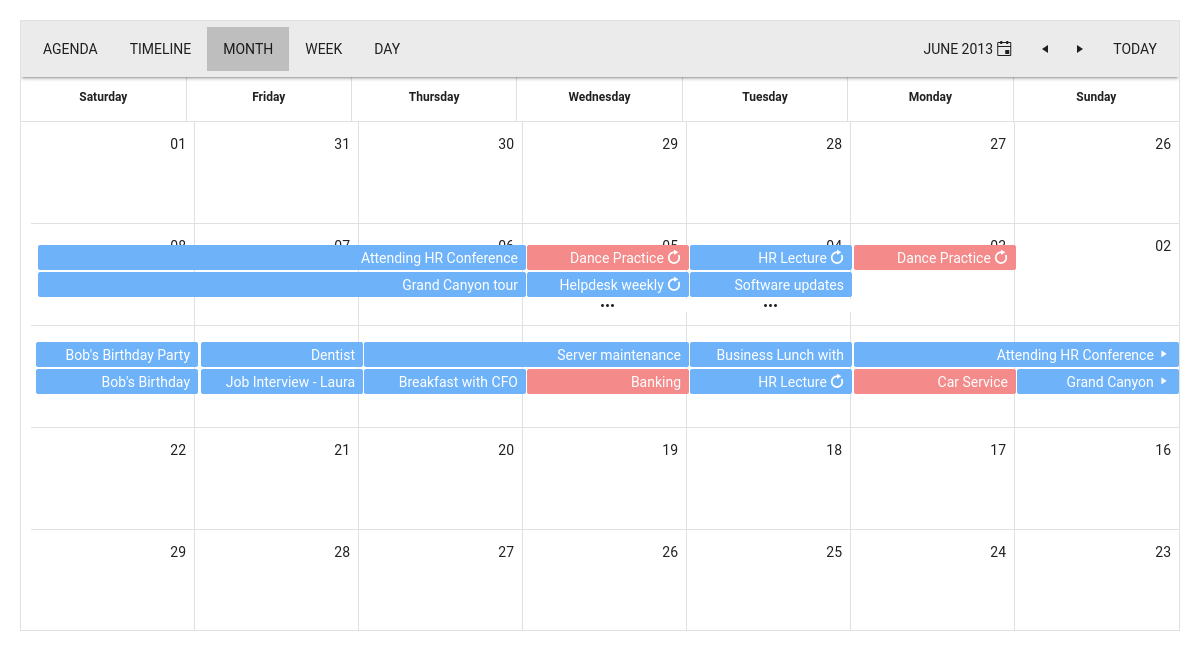 AGENDA TIMELINE MONTH WEEK DAY JUNE 2013 TODAY
Saturday Friday Thursday Wednesday Tuesday Monday Sunday
01 31 30 29 28 27 26
08 07 06 05 04 03 02
Attending HR Conference Dance Practice HR Lecture Dance Practice
Grand Canyon tour Helpdesk weekly Software updates
••• •••
Bob's Birthday Party Dentist Server maintenance Business Lunch with Attending HR Conference
Bob's Birthday Job Interview - Laura Breakfast with CFO Banking HR Lecture Car Service Grand Canyon
22 21 20 19 18 17 16
29 28 27 26 25 24 23